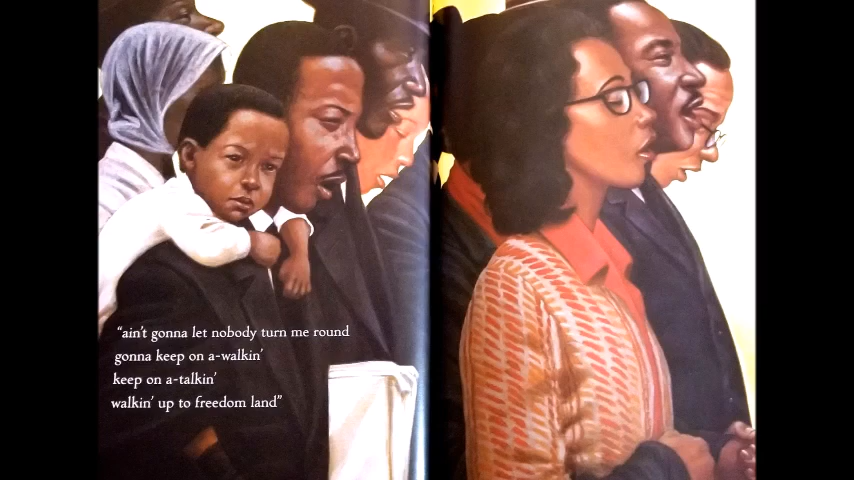 “ain’t gonna let nobody turn me round
gonna keep on a-walkin’
keep on a-talkin’
walkin’ up to freedom land”